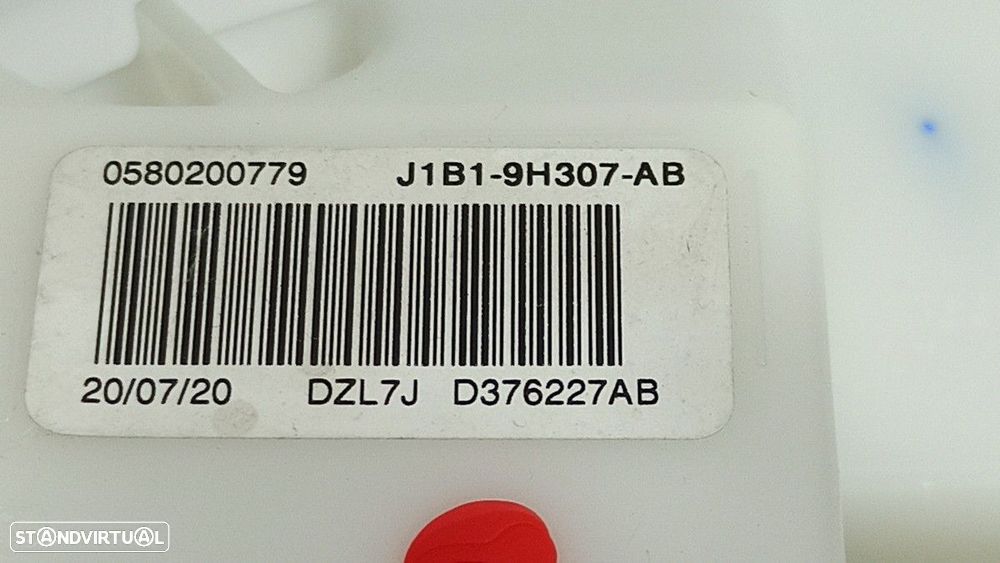 0580200779 J1B1-9H307-AB
20/07/20 DZL7J D376227AB
STANDVIRTUAL